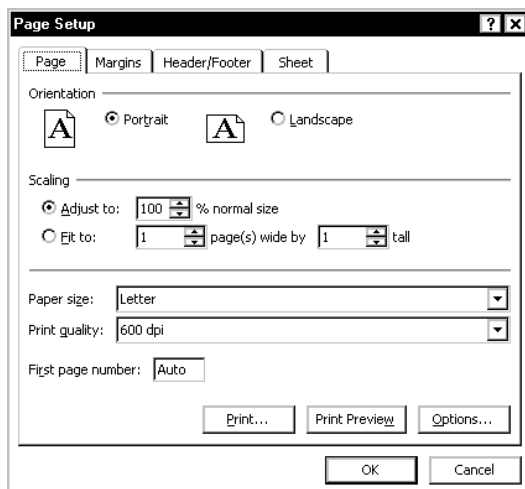 Page Setup ? X
Page Margins Header/Footer Sheet
Orientation
A Portrait A Landscape
Scaling
Adjust to: 100 % normal size
Fit to: 1 page(s) wide by 1 tall
Paper size: Letter
Print quality: 600 dpi
First page number: Auto
Print... Print Preview Options...
OK Cancel